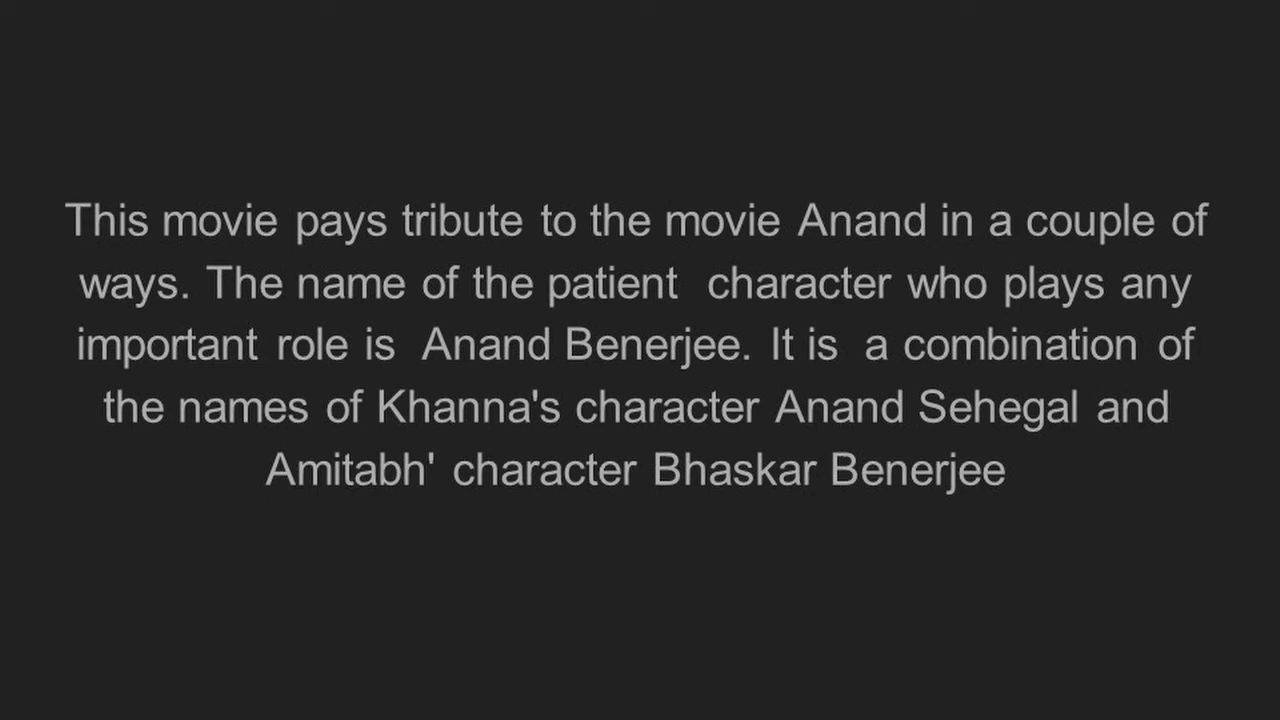 This movie pays tribute to the movie Anand in a couple of
ways. The name of the patient  character who plays any
important role is  Anand Benerjee. It is  a combination of
the names of Khanna's character Anand Sehegal and
Amitabh' character Bhaskar Benerjee